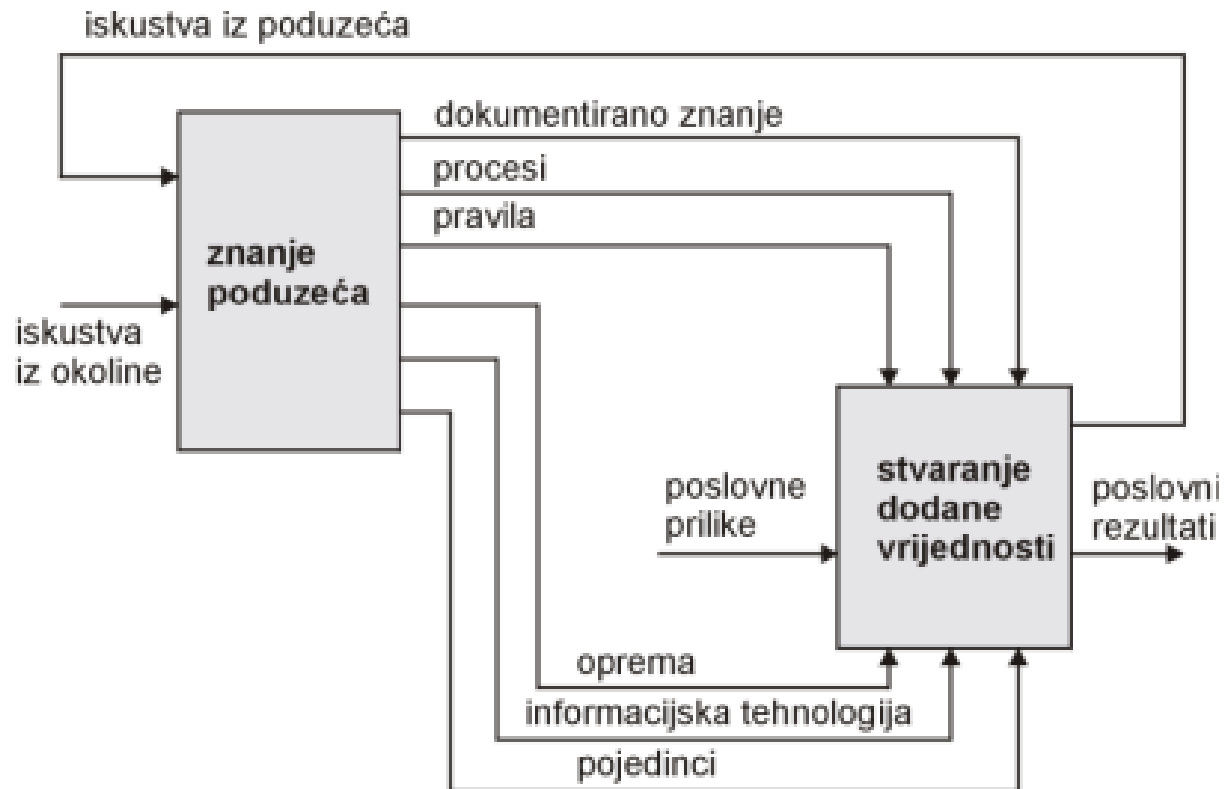 iskustva iz poduzeća
dokumentirano znanje
procesi
pravila
znanje
poduzeća
iskustva
iz okoline
poslovne
prilike
stvaranje
dodane
vrijednosti
poslovni
rezultati
oprema
informacijska tehnologija
pojedinci